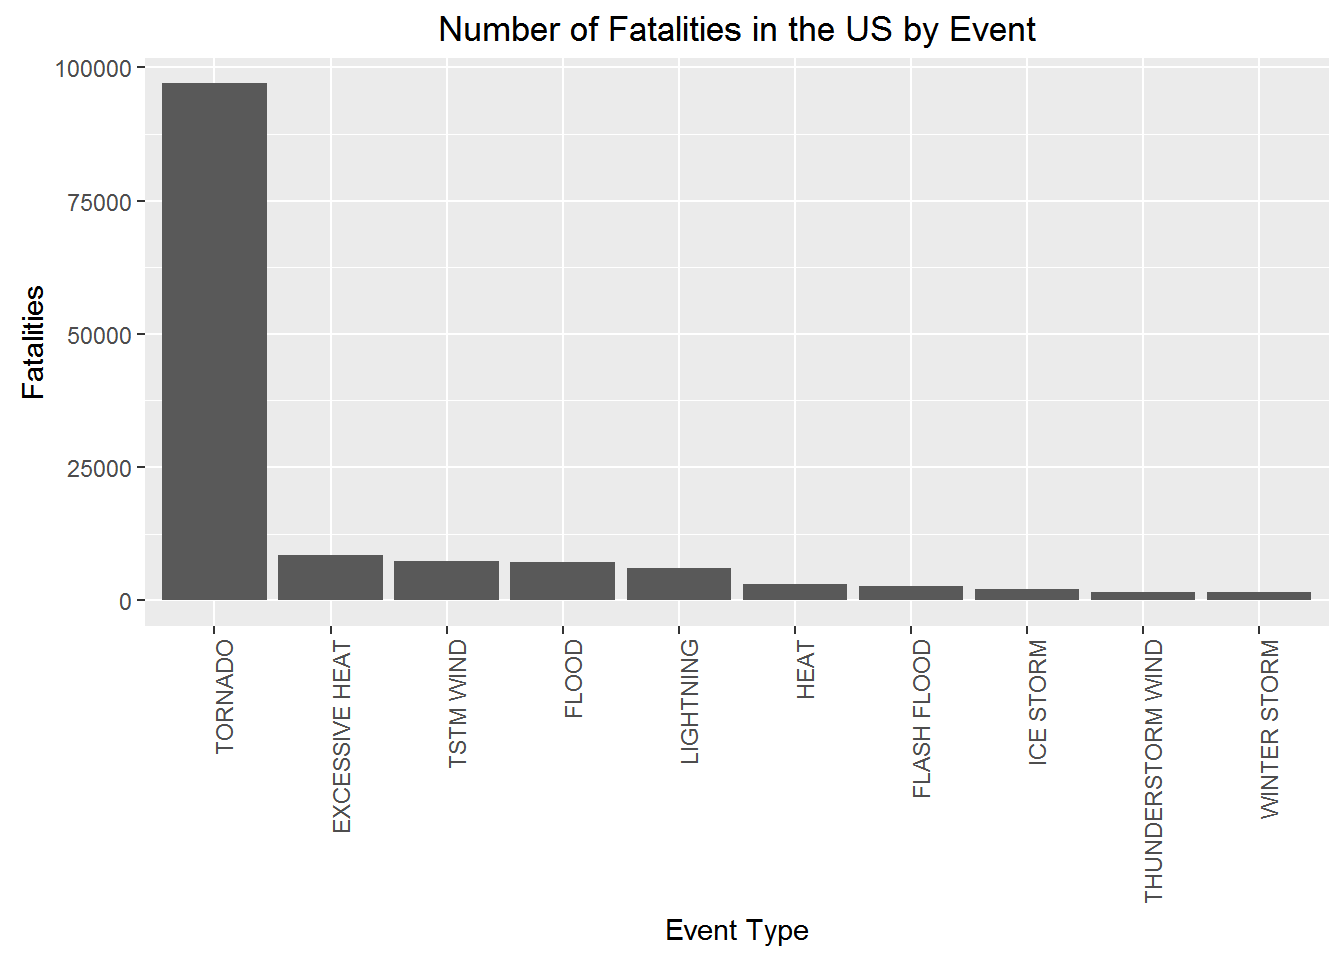 Number of Fatalities in the US by Event
Fatalities
100000
75000
50000
25000
0
TORNADO
EXCESSIVE HEAT
TSTM WIND
FLOOD
LIGHTNING
HEAT
FLASH FLOOD
ICE STORM
THUNDERSTORM WIND
WINTER STORM
Event Type